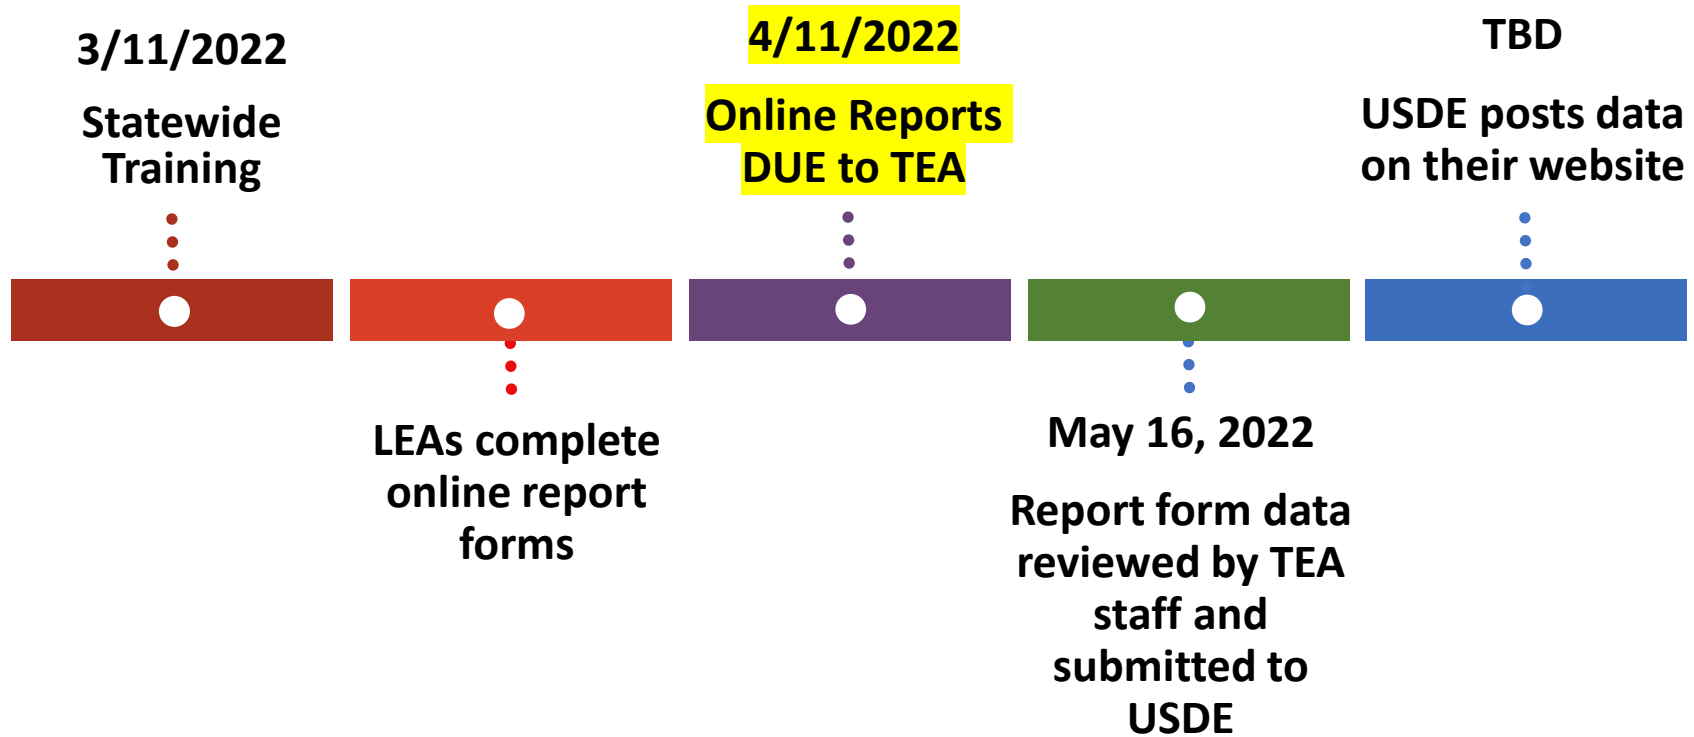 3/11/2022
Statewide
Training
LEAs complete
online report
forms
4/11/2022
Online Reports
DUE to TEA
May 16, 2022
Report form data
reviewed by TEA
staff and
submitted to
USDE
TBD
USDE posts data
on their website